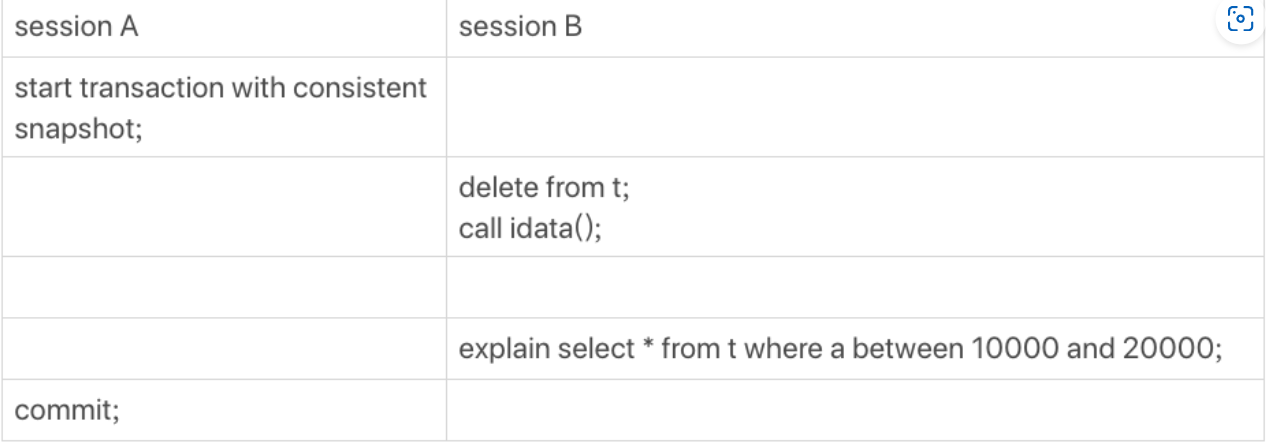 session A
session B
start transaction with consistent
snapshot;
delete from t;
call idata();
explain select * from t where a between 10000 and 20000;
commit;